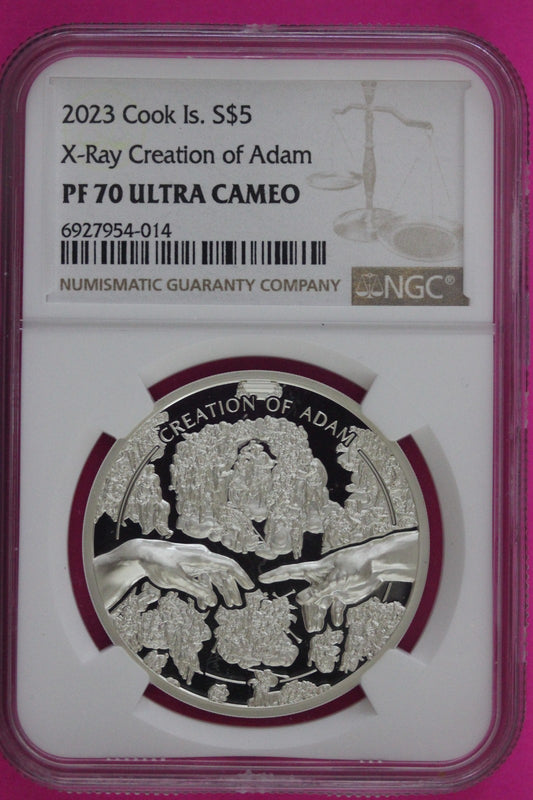 2023 Cook Is. S$5
X-Ray Creation of Adam
PF 70 ULTRA CAMEO
6927954-014
NUMISMATIC GUARANTY COMPANY
NGC®
CREATION OF ADAM